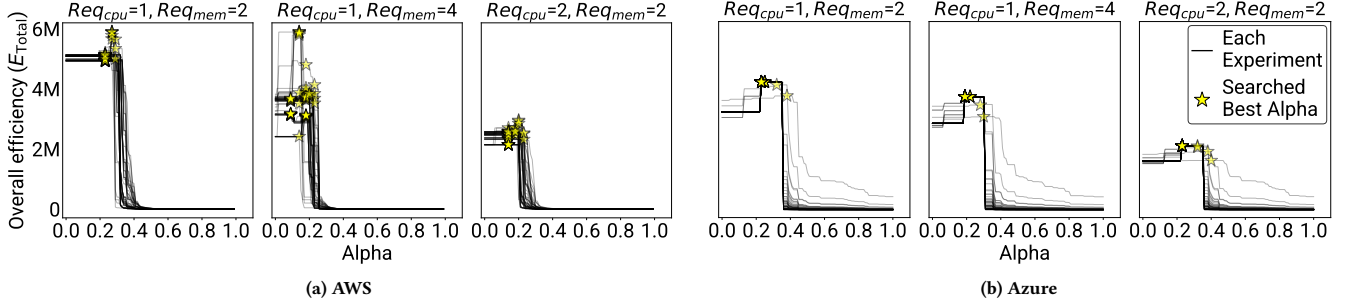 Req_cpu=1, Req_mem=2
Req_cpu=1, Req_mem=4
Req_cpu=2, Req_mem=2
Req_cpu=1, Req_mem=2
Req_cpu=1, Req_mem=4
Req_cpu=2, Req_mem=2
Overall efficiency (E_Total)
6M
4M
2M
0
Each
Experiment
Searched
Best Alpha
0.0 0.2 0.4 0.6 0.8 1.0
0.0 0.2 0.4 0.6 0.8 1.0
0.0 0.2 0.4 0.6 0.8 1.0
0.0 0.2 0.4 0.6 0.8 1.0
0.0 0.2 0.4 0.6 0.8 1.0
0.0 0.2 0.4 0.6 0.8 1.0
Alpha
Alpha
(a) AWS
(b) Azure